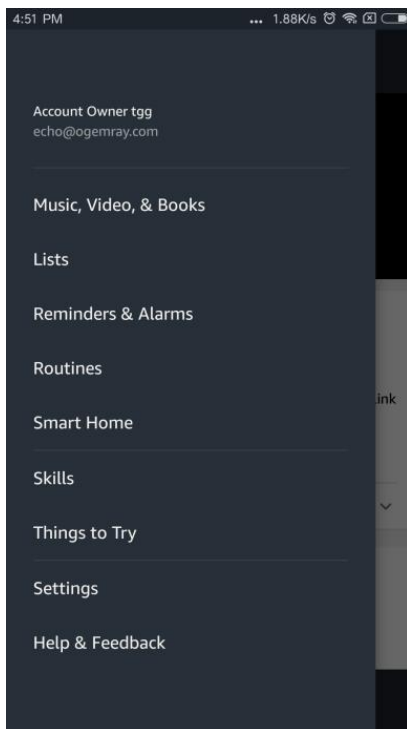 4:51 PM ... 1.88K/s
Account Owner tgg
echo@ogemray.com
Music, Video, & Books
Lists
Reminders & Alarms
Routines
Smart Home
ink
Skills
Things to Try
Settings
Help & Feedback